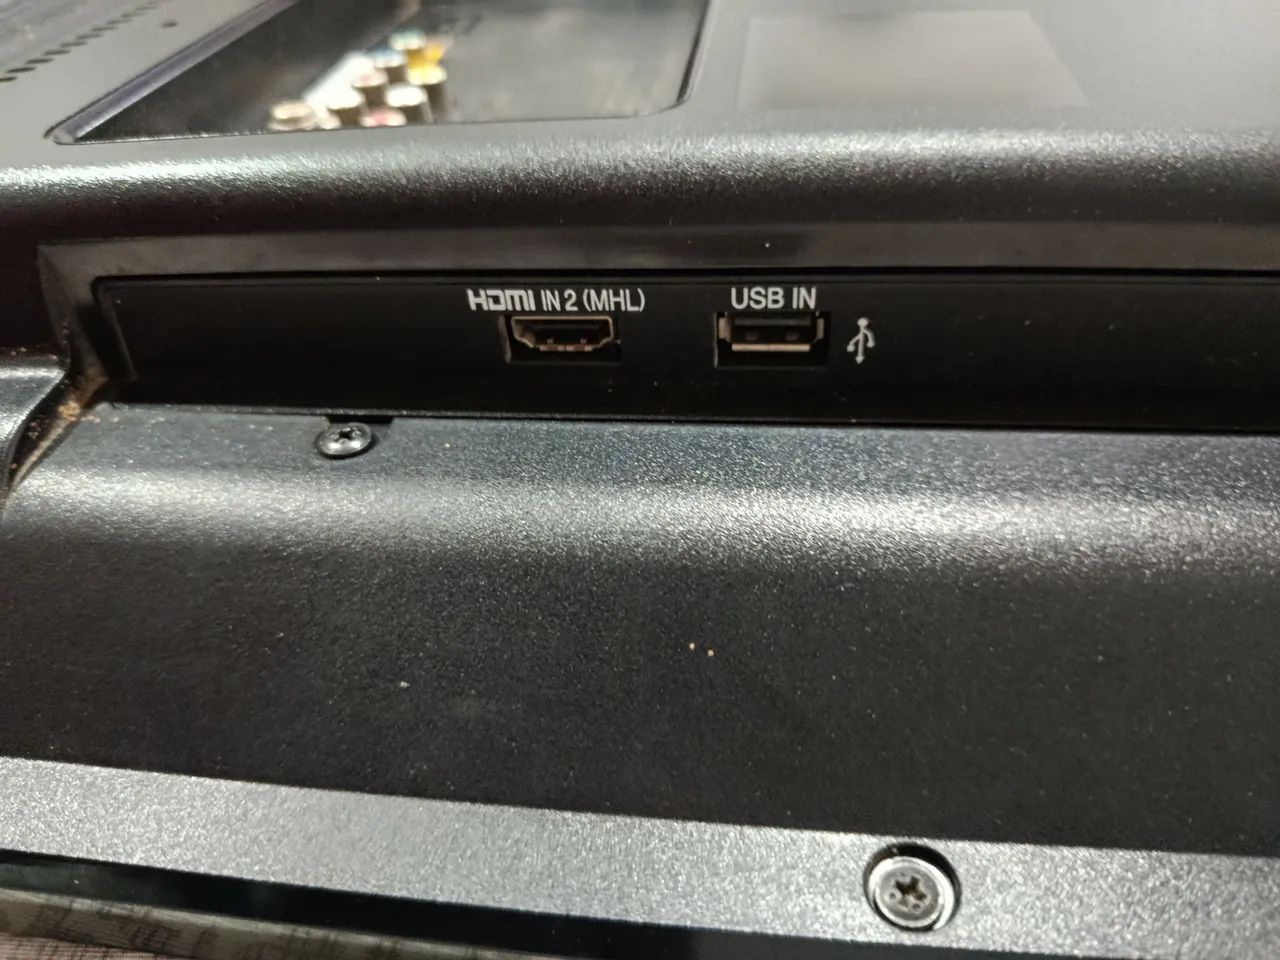 HDMI IN 2 (MHL)
USB IN